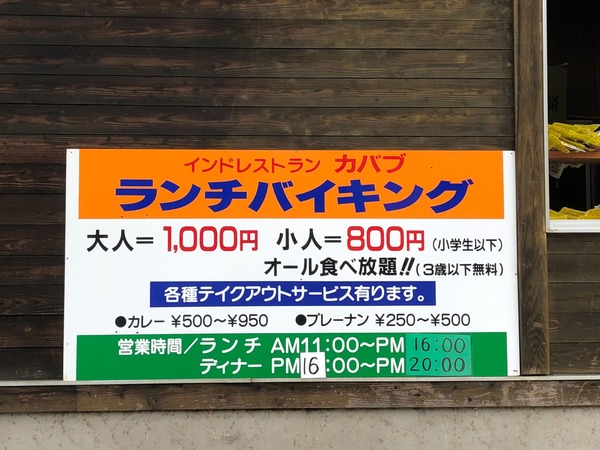 インドレストラン カバブ
ランチバイキング
大人＝1,000円 小人＝800円（小学生以下）
オール食べ放題!!（3歳以下無料）
各種テイクアウトサービス有ります。
●カレー ¥500〜¥950 ●プレーナン ¥250〜¥500
営業時間／ランチ AM11:00〜PM 16:00
ディナー PM16:00〜PM 20:00